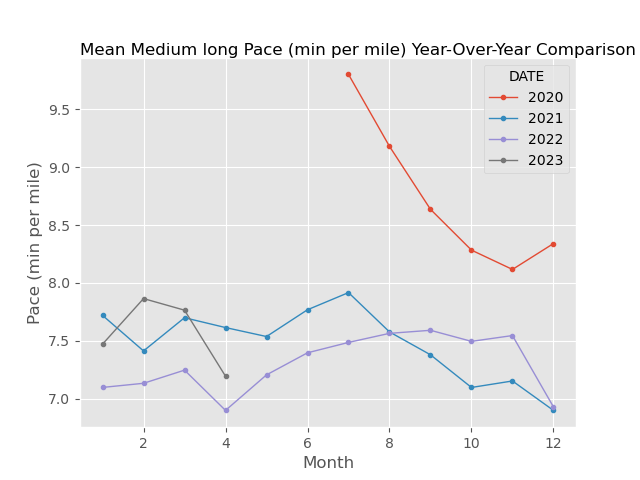 Mean Medium long Pace (min per mile) Year-Over-Year Comparison
DATE
2020
2021
2022
2023
Pace (min per mile)
9.5
9.0
8.5
8.0
7.5
7.0
2 4 6 8 10 12
Month